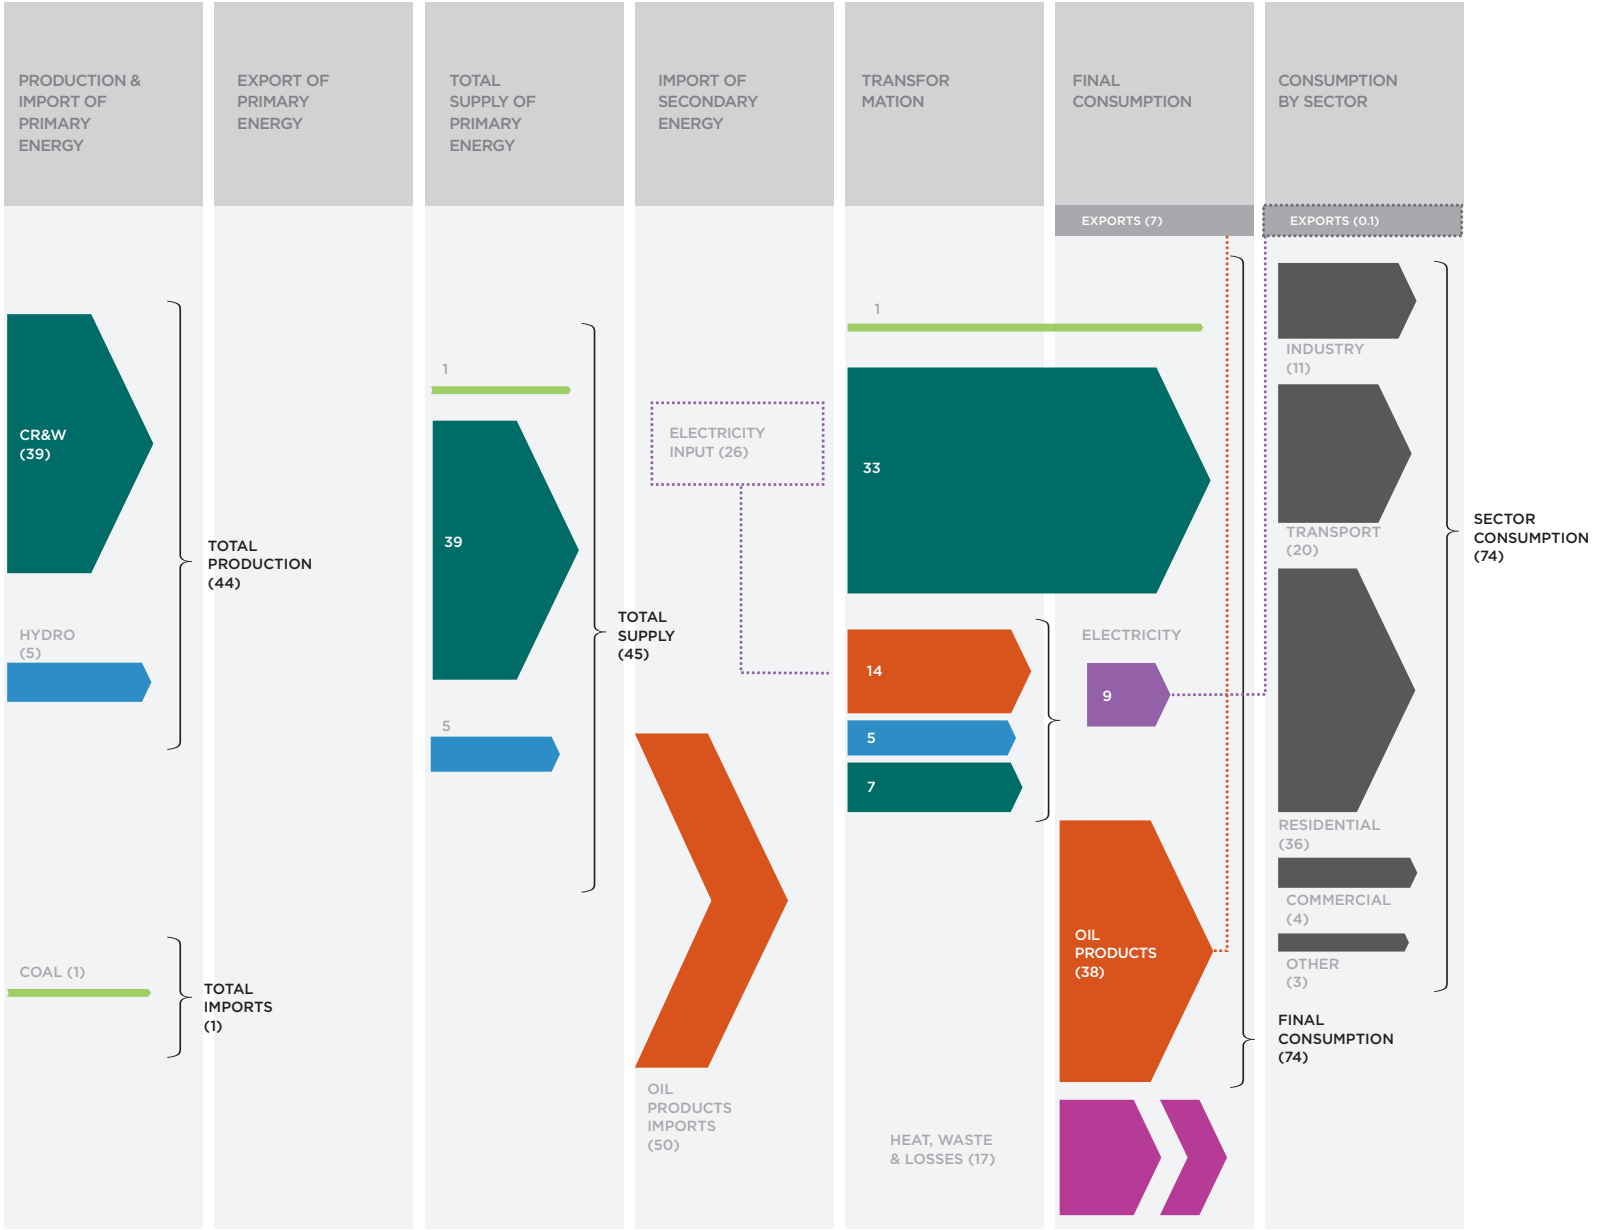 PRODUCTION &
IMPORT OF
PRIMARY
ENERGY
EXPORT OF
PRIMARY
ENERGY
TOTAL
SUPPLY OF
PRIMARY
ENERGY
IMPORT OF
SECONDARY
ENERGY
TRANSFOR
MATION
FINAL
CONSUMPTION
CONSUMPTION
BY SECTOR
EXPORTS (7)
EXPORTS (0.1)
CR&W
(39)
HYDRO
(5)
TOTAL
PRODUCTION
(44)
COAL (1)
TOTAL
IMPORTS
(1)
1
39
5
TOTAL
SUPPLY
(45)
ELECTRICITY
INPUT (26)
OIL
PRODUCTS
IMPORTS
(50)
1
33
14
5
7
HEAT, WASTE
& LOSSES (17)
ELECTRICITY
9
OIL
PRODUCTS
(38)
INDUSTRY
(11)
TRANSPORT
(20)
RESIDENTIAL
(36)
COMMERCIAL
(4)
OTHER
(3)
FINAL
CONSUMPTION
(74)
SECTOR
CONSUMPTION
(74)